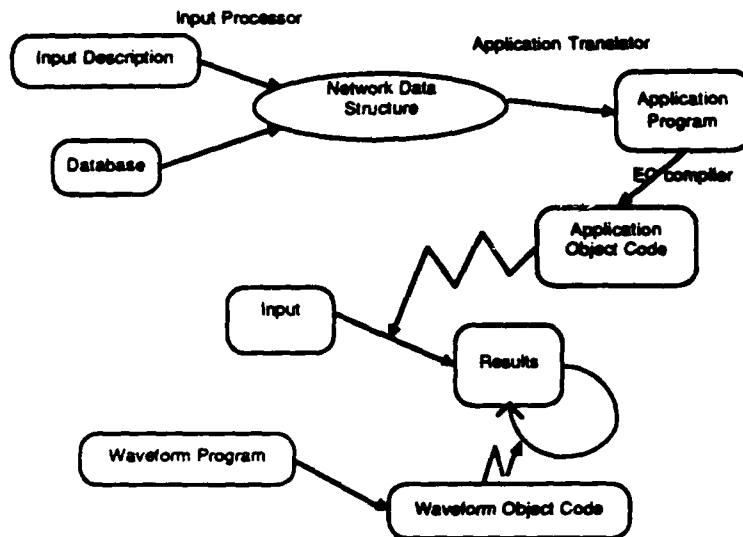 Input Processor
Input Description
Application Translator
Network Data
Structure
Application
Program
Database
EC compiler
Application
Object Code
Input
Results
Waveform Program
Waveform Object Code